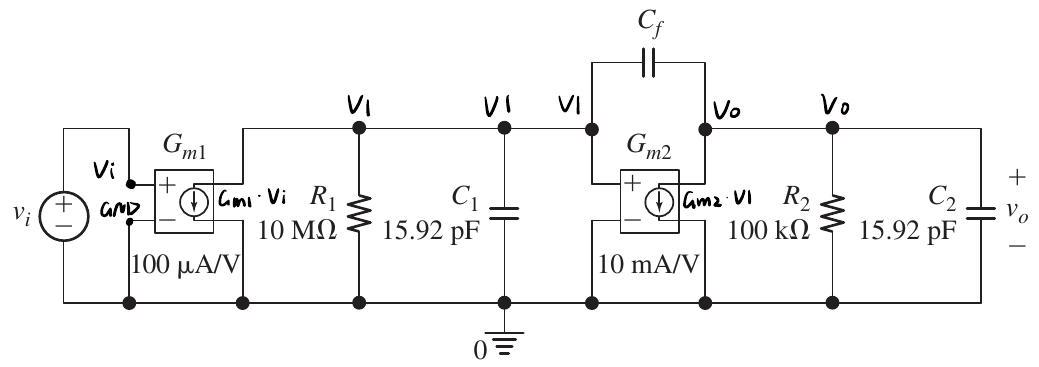 C_f
V1 V1 V1 Vo Vo
G_{m1} G_{m2}
Vi + Gm1·Vi R_1 C_1 + Gm2·V1 R_2 C_2 +
v_i + − GND − 10 MΩ 15.92 pF − 100 kΩ 15.92 pF v_o
100 μA/V 10 mA/V −
0